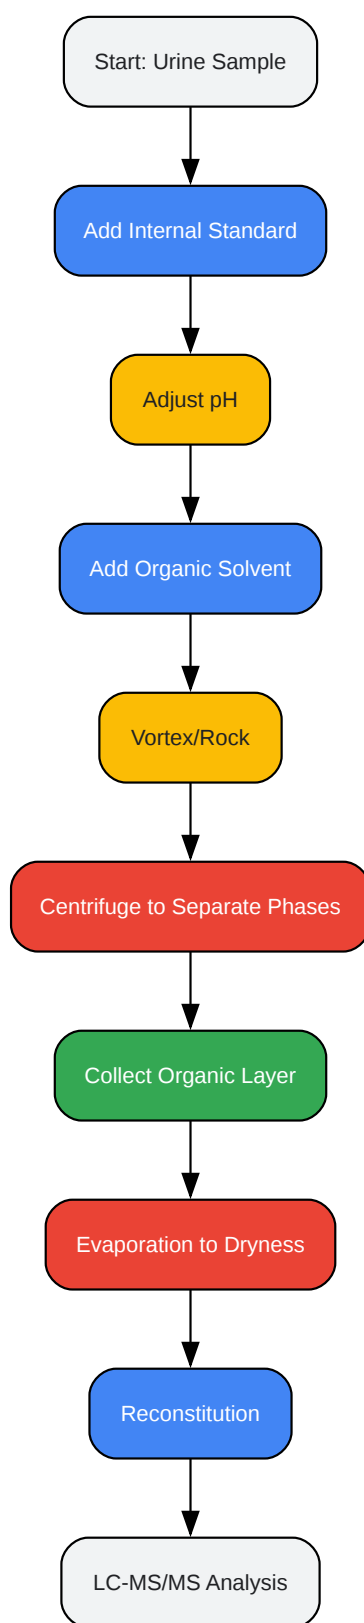 Start: Urine Sample
Add Internal Standard
Adjust pH
Add Organic Solvent
Vortex/Rock
Centrifuge to Separate Phases
Collect Organic Layer
Evaporation to Dryness
Reconstitution
LC-MS/MS Analysis